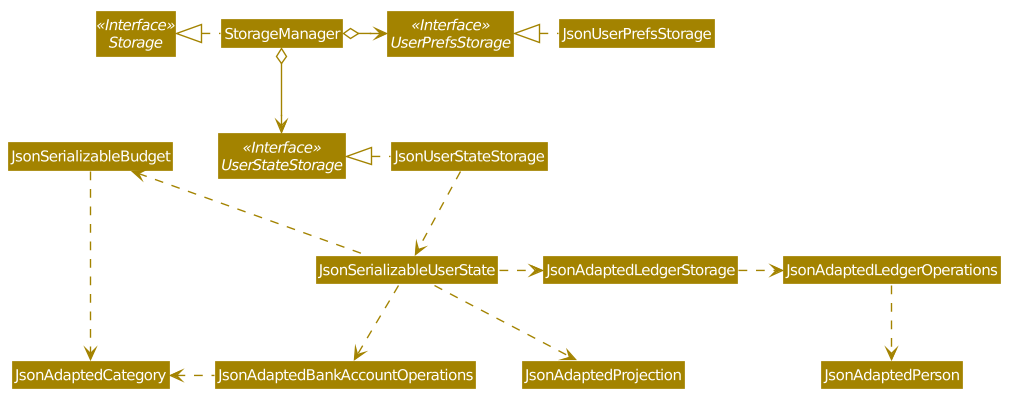 «Interface»
Storage
StorageManager
«Interface»
UserPrefsStorage
JsonUserPrefsStorage
JsonSerializableBudget
«Interface»
UserStateStorage
JsonUserStateStorage
JsonSerializableUserState
JsonAdaptedLedgerStorage
JsonAdaptedLedgerOperations
JsonAdaptedCategory
JsonAdaptedBankAccountOperations
JsonAdaptedProjection
JsonAdaptedPerson